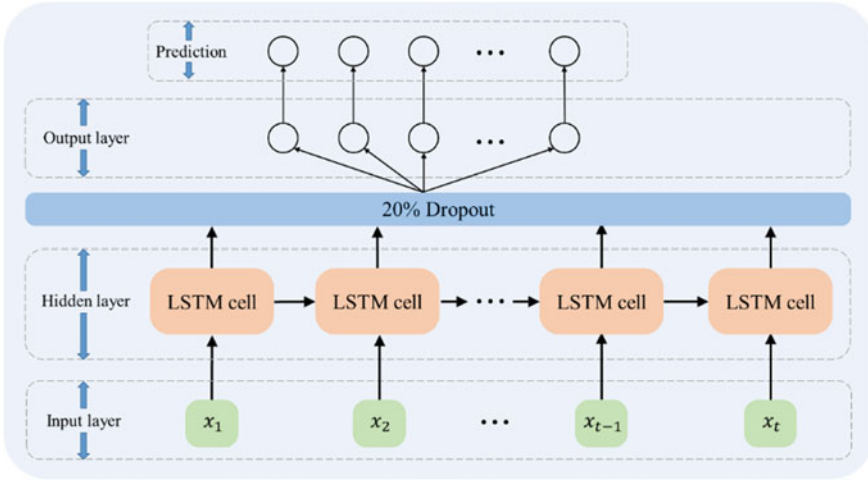 Prediction
...
Output layer
...
20% Dropout
Hidden layer
LSTM cell
LSTM cell
...
LSTM cell
LSTM cell
Input layer
x₁
x₂
...
xₜ₋₁
xₜ